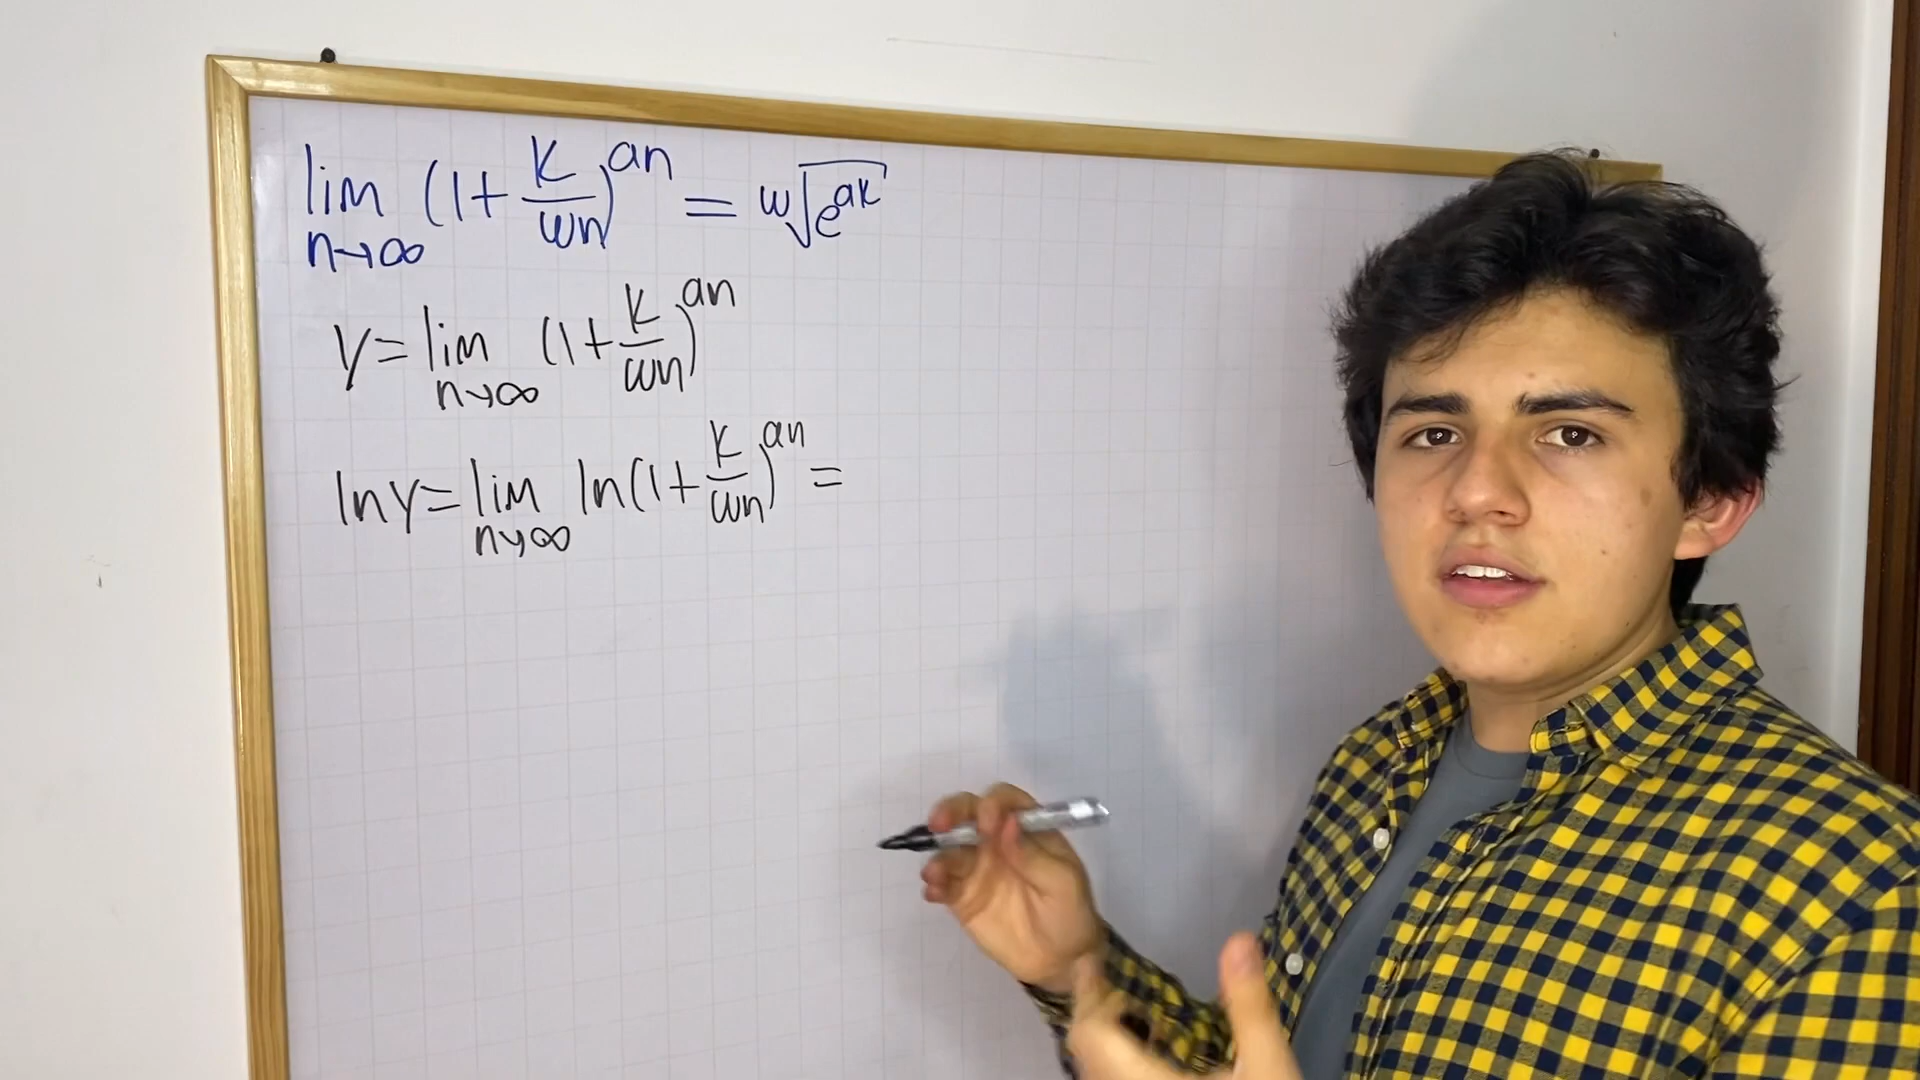 lim n→∞ (1+k/wn)^an = ʷ√e^ak
y=lim n→∞ (1+k/wn)^an
lny=lim n→∞ ln(1+k/wn)^an =